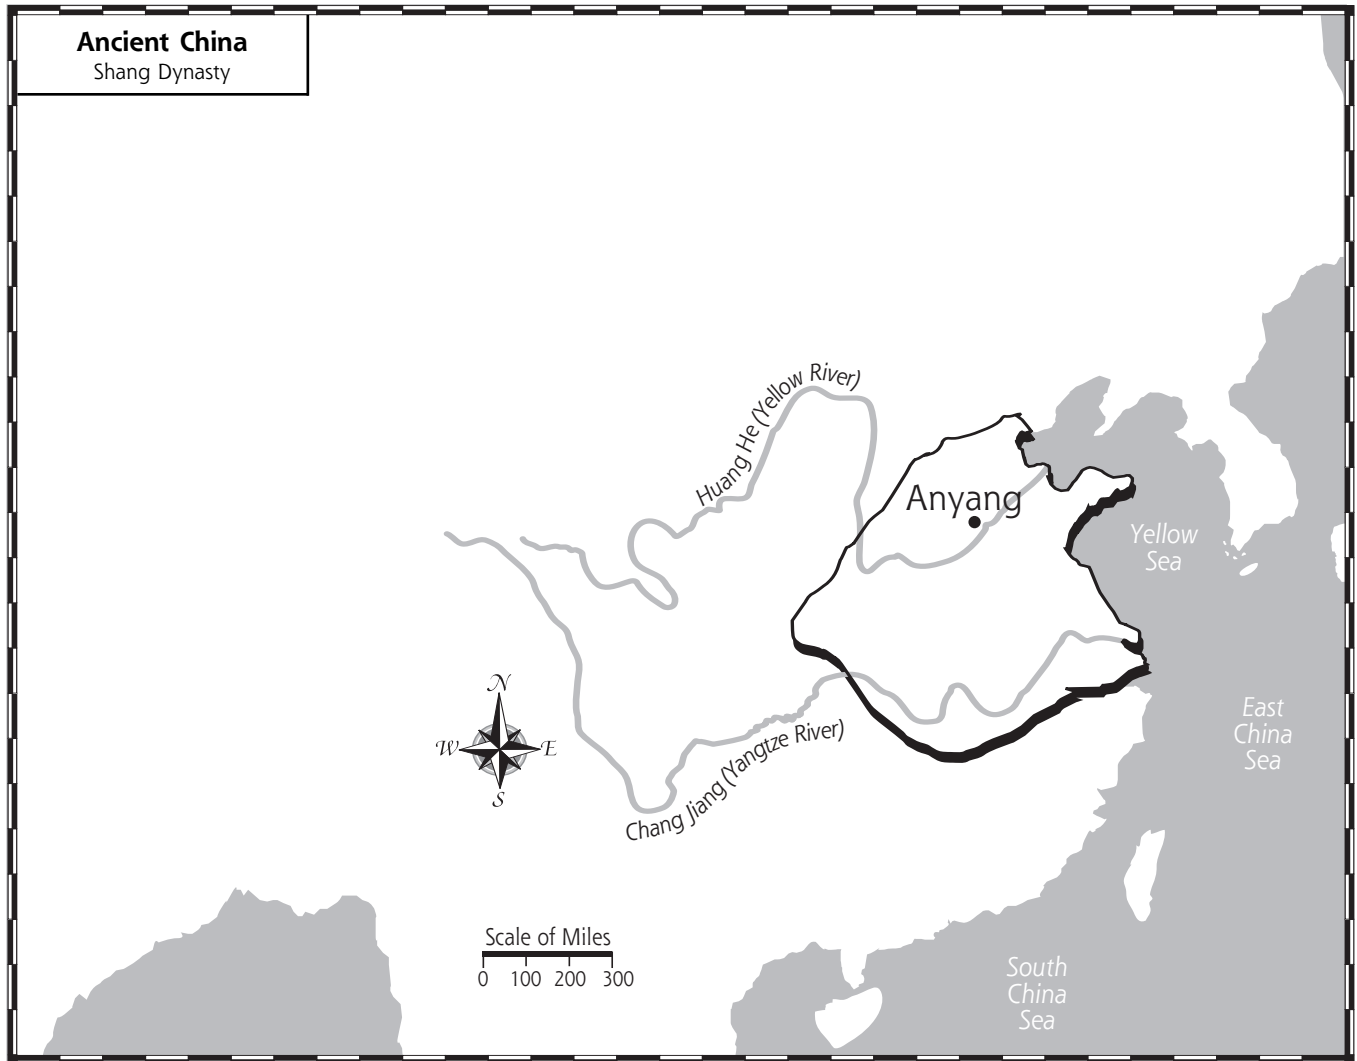 Ancient China
Shang Dynasty
Huang He (Yellow River)
Anyang
Yellow
Sea
N
W
E
S
East
China
Sea
Chang Jiang (Yangtze River)
Scale of Miles
0 100 200 300
South
China
Sea